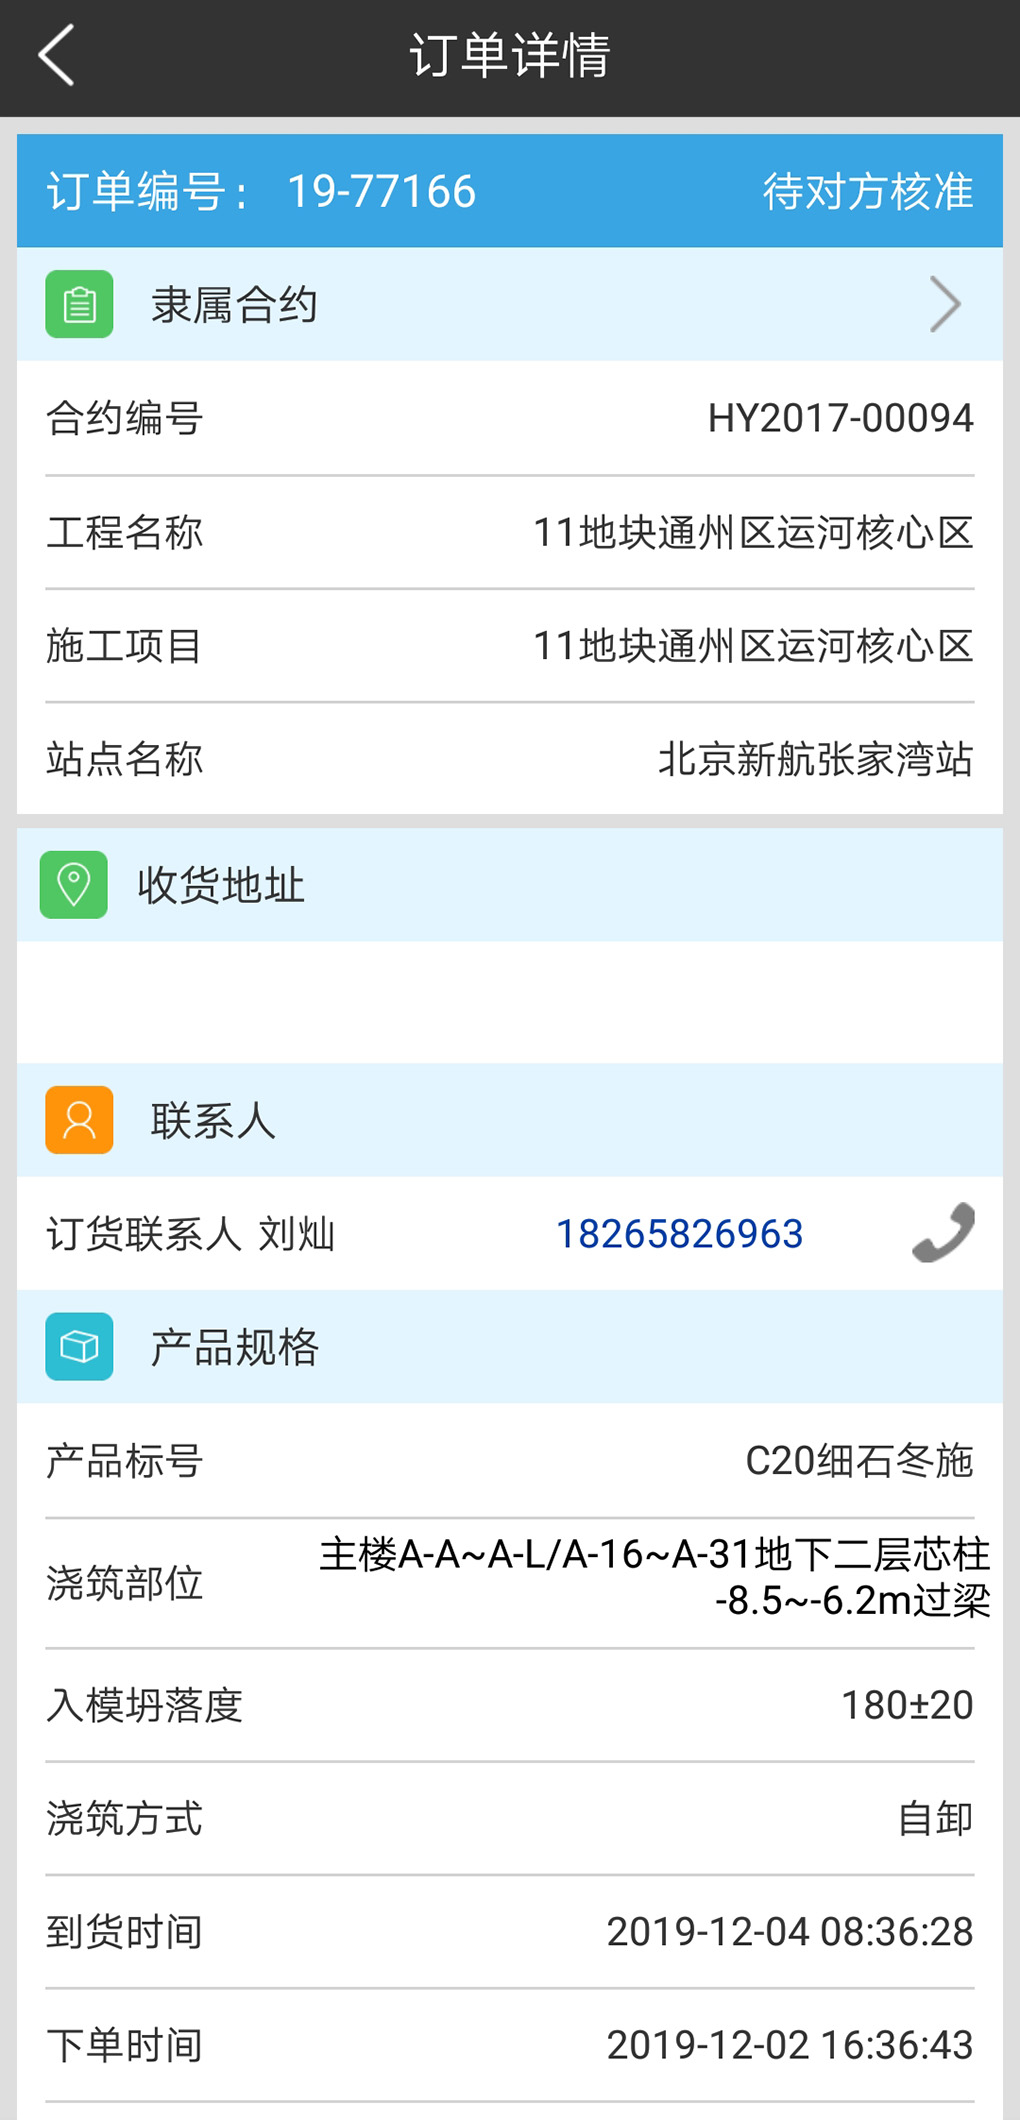 订单详情
订单编号： 19-77166 待对方核准
隶属合约
合约编号 HY2017-00094
工程名称 11地块通州区运河核心区
施工项目 11地块通州区运河核心区
站点名称 北京新航张家湾站
收货地址
联系人
订货联系人 刘灿 18265826963
产品规格
产品标号 C20细石冬施
浇筑部位 主楼A-A~A-L/A-16~A-31地下二层芯柱
-8.5~-6.2m过梁
入模坍落度 180±20
浇筑方式 自卸
到货时间 2019-12-04 08:36:28
下单时间 2019-12-02 16:36:43